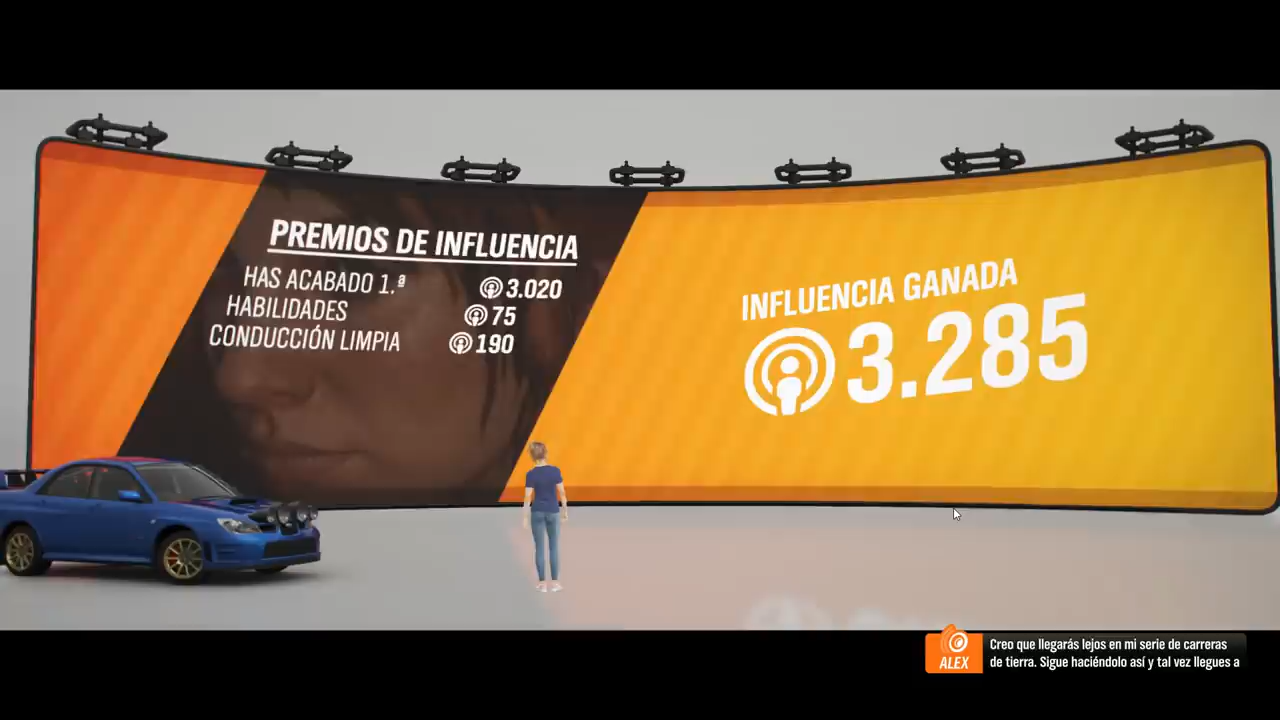 PREMIOS DE INFLUENCIA
HAS ACABADO 1.ª 3.020
HABILIDADES 75
CONDUCCIÓN LIMPIA 190
INFLUENCIA GANADA
3.285
ALEX
Creo que llegarás lejos en mi serie de carreras
de tierra. Sigue haciéndolo así y tal vez llegues a